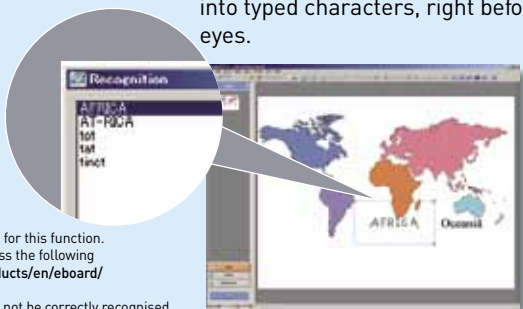 into typed characters, right befo
eyes.
Recognition
AFRICA
AT-RICA
tot
tat
tinct
AFRICA
Oceania
for this function.
ss the following
ducts/en/eboard/
not be correctly recognised